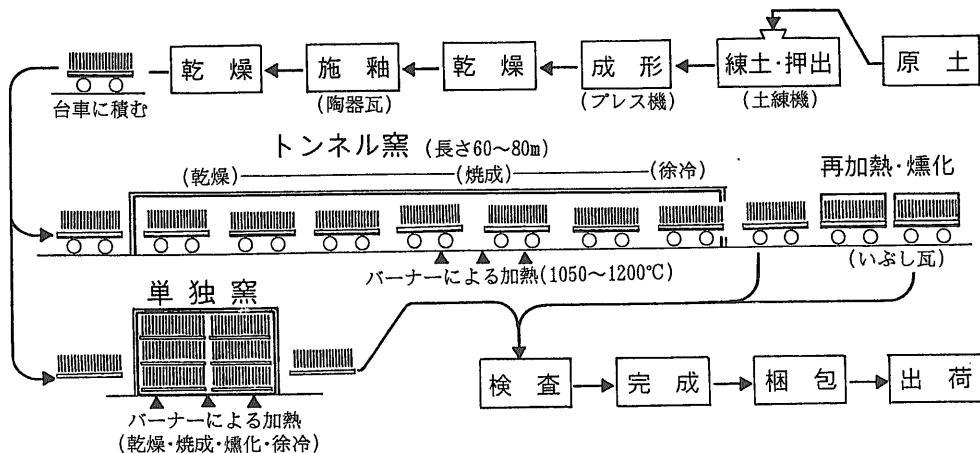 乾燥
施釉
乾燥
成形
練土・押出
原土
(陶器瓦)
(プレス機)
(土練機)
台車に積む
トンネル窯 (長さ60〜80m)
(乾燥)
(焼成)
(徐冷)
再加熱・燻化
バーナーによる加熱(1050〜1200℃)
(いぶし瓦)
単独窯
検査
完成
梱包
出荷
バーナーによる加熱
(乾燥・焼成・燻化・徐冷)